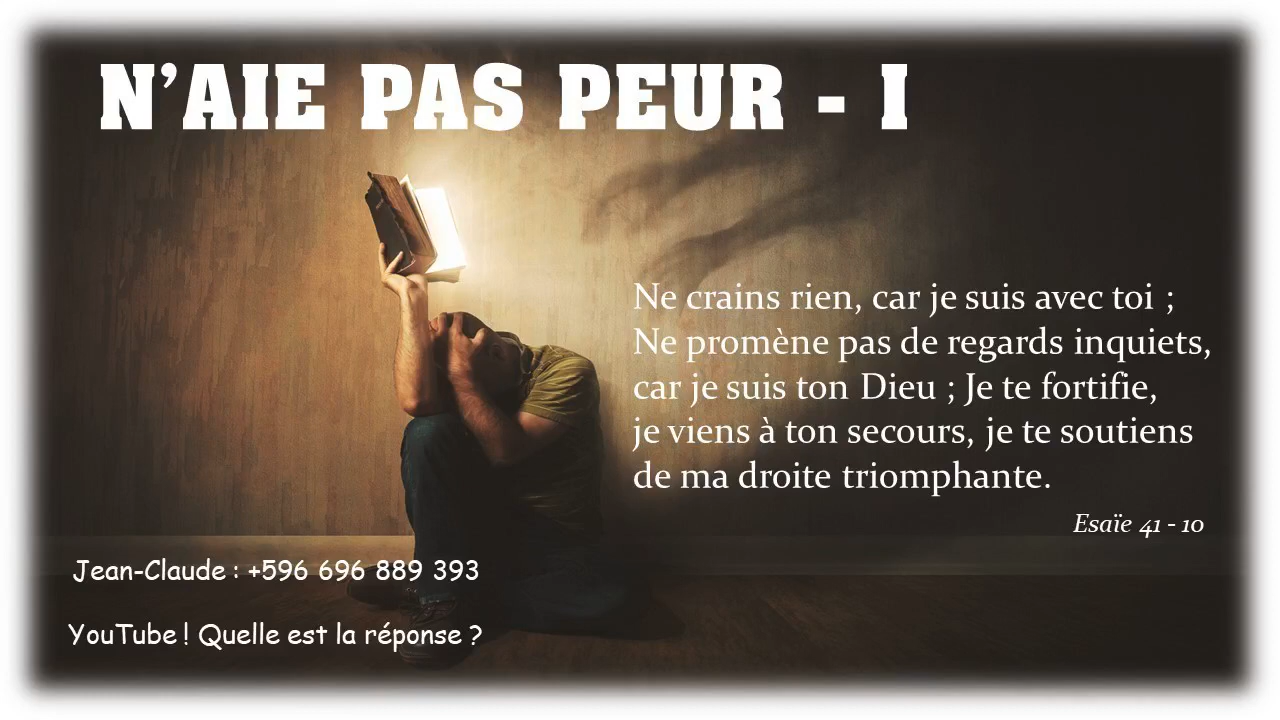 N’AIE PAS PEUR - I
Ne crains rien, car je suis avec toi ;
Ne promène pas de regards inquiets,
car je suis ton Dieu ; Je te fortifie,
je viens à ton secours, je te soutiens
de ma droite triomphante.
Esaïe 41 - 10
Jean-Claude : +596 696 889 393
YouTube ! Quelle est la réponse ?